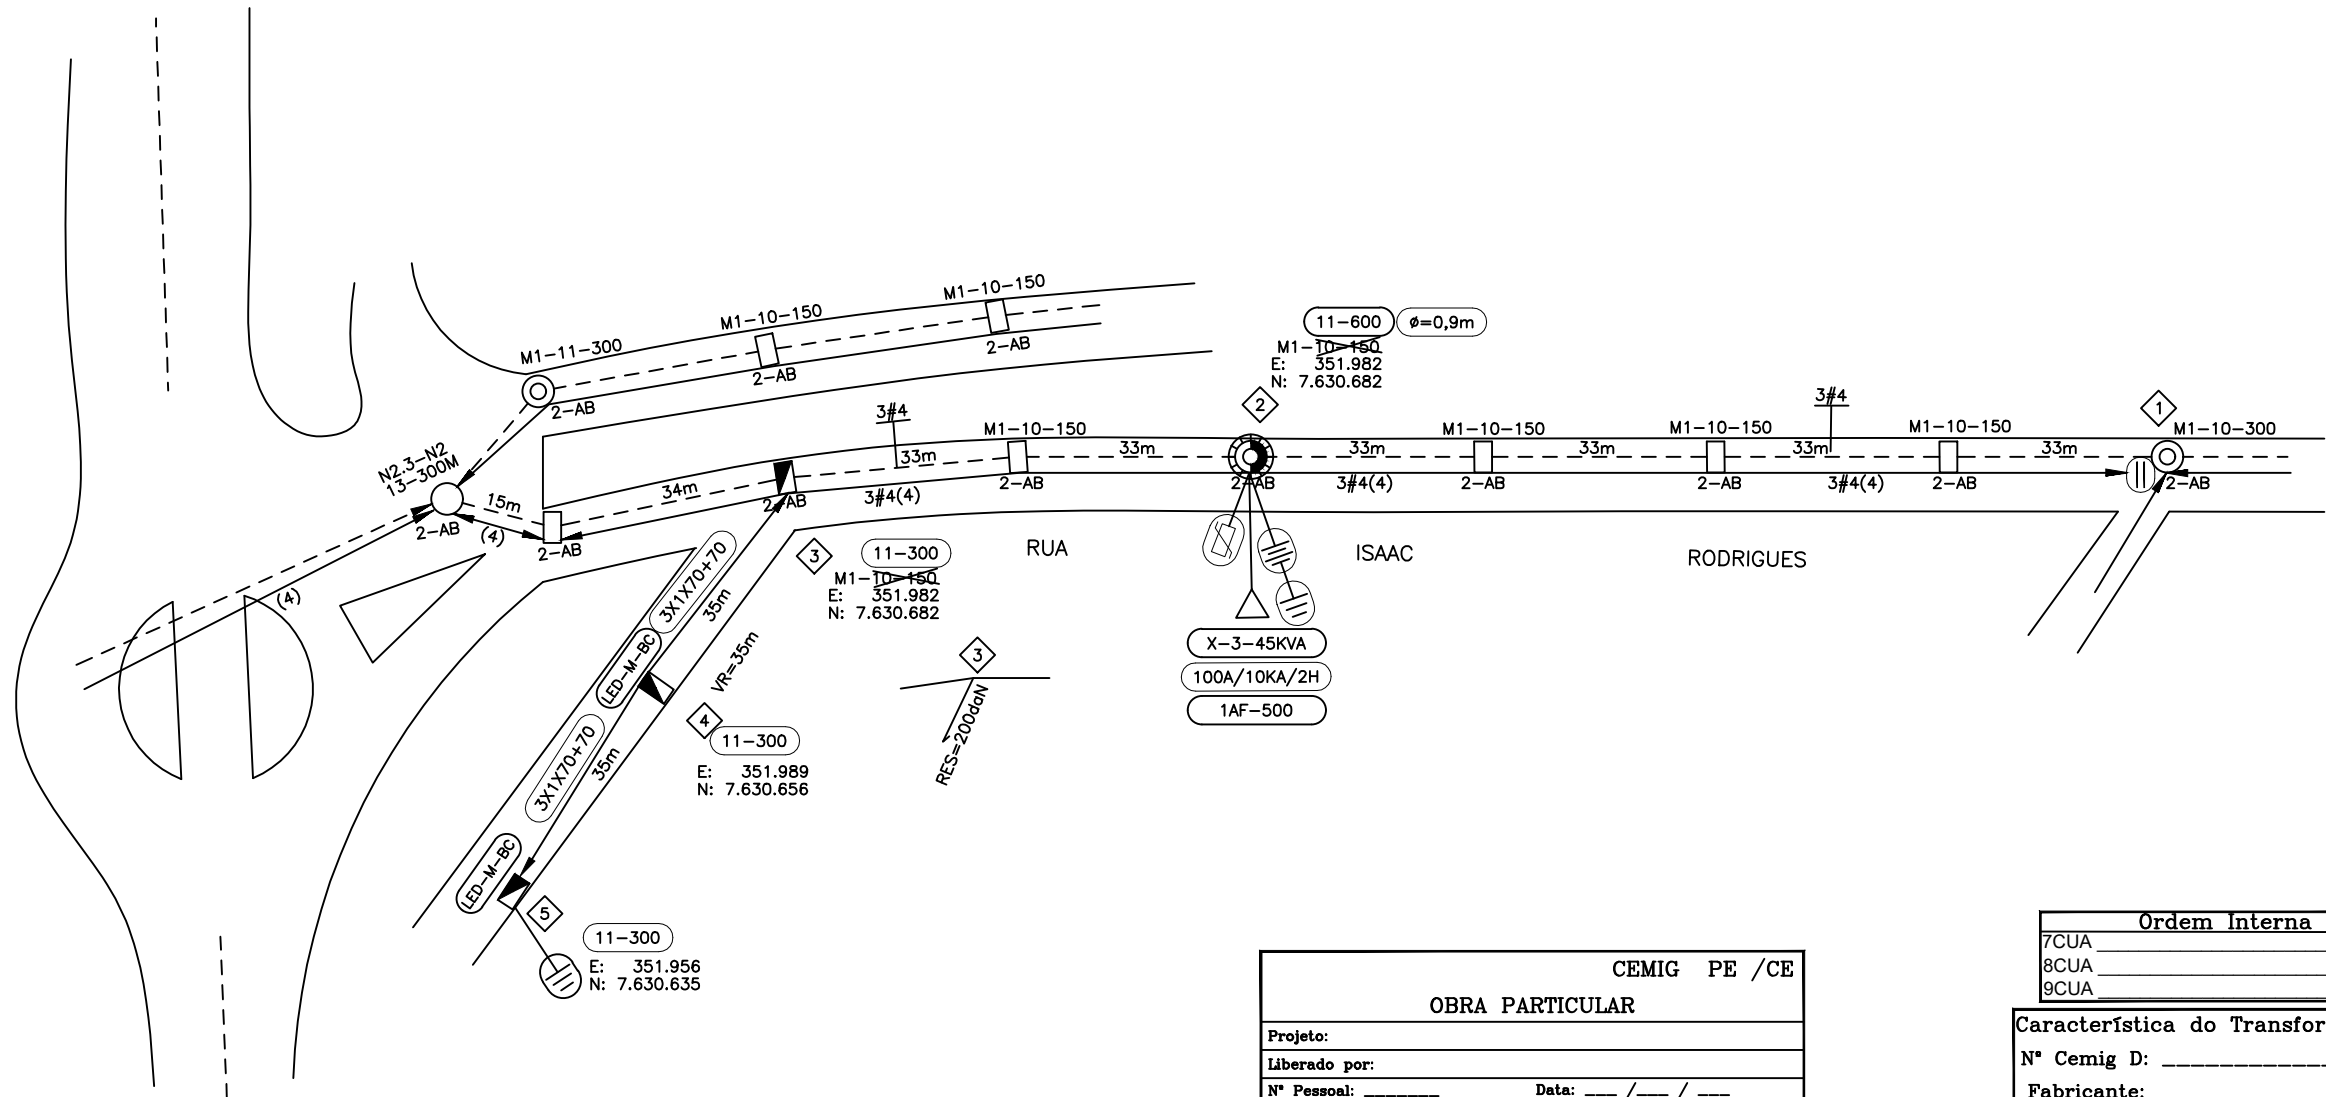 M1-10-150
M1-10-150
M1-11-300
2-AB
2-AB
2-AB
11-600
ø=0,9m
M1-10-150
E: 351.982
N: 7.630.682
2
1
3#4
3#4
M1-10-150
M1-10-150
M1-10-150
M1-10-150
M1-10-300
33m
33m
33m
33m
33m
33m
N2.3-N2
13-300M
15m
34m
2-AB
2-AB
2-AB
2-AB
2-AB
2-AB
2-AB
2-AB
2-AB
3#4(4)
3#4(4)
3#4(4)
(4)
(4)
RUA ISAAC RODRIGUES
3
11-300
M1-10-150
E: 351.982
N: 7.630.682
3X1X70+70
35m
LED-M-BC
VR=35m
3
RES=200daN
X-3-45KVA
100A/10KA/2H
1AF-500
4
11-300
E: 351.989
N: 7.630.656
3X1X70+70
35m
LED-M-BC
5
11-300
E: 351.956
N: 7.630.635
CEMIG PE /CE
OBRA PARTICULAR
Projeto:
Liberado por:
Nº Pessoal: _______ Data: ___ /___ / ___
Ordem Interna
7CUA
8CUA
9CUA
Característica do Transfor
Nº Cemig D:
Fabricante: